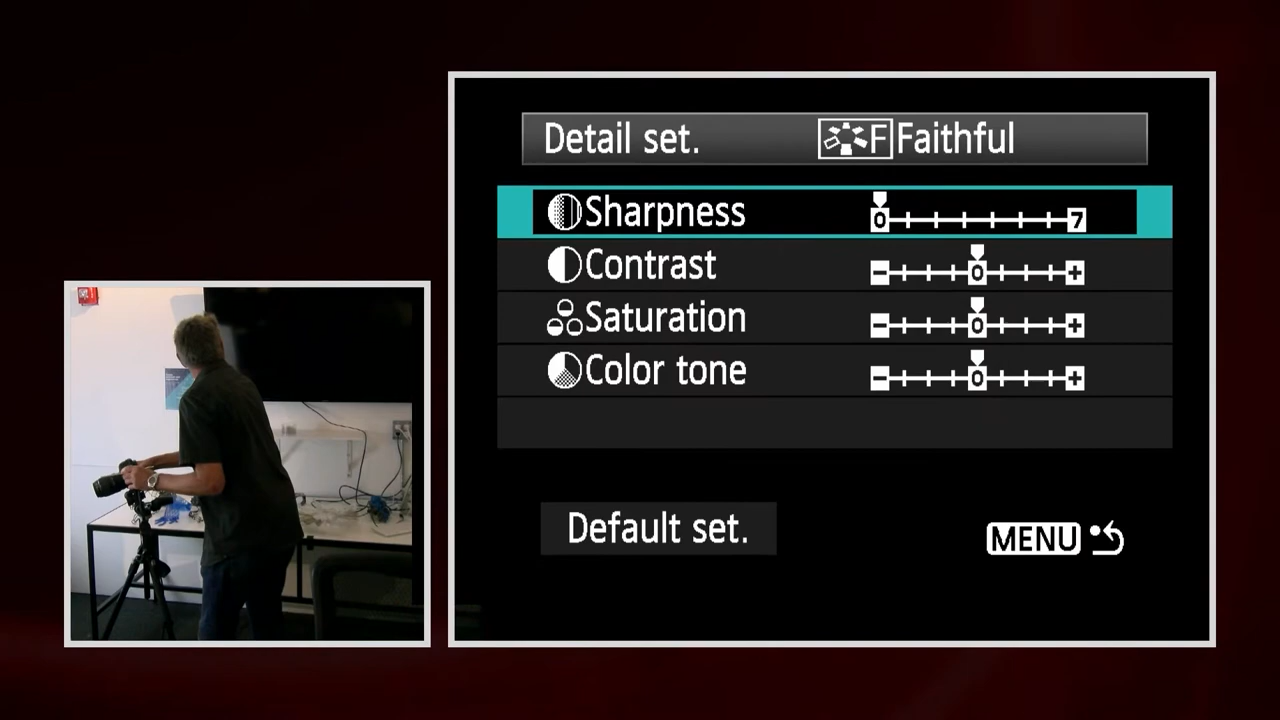 Detail set. F Faithful
Sharpness 0 7
Contrast - 0 +
Saturation - 0 +
Color tone - 0 +
Default set. MENU